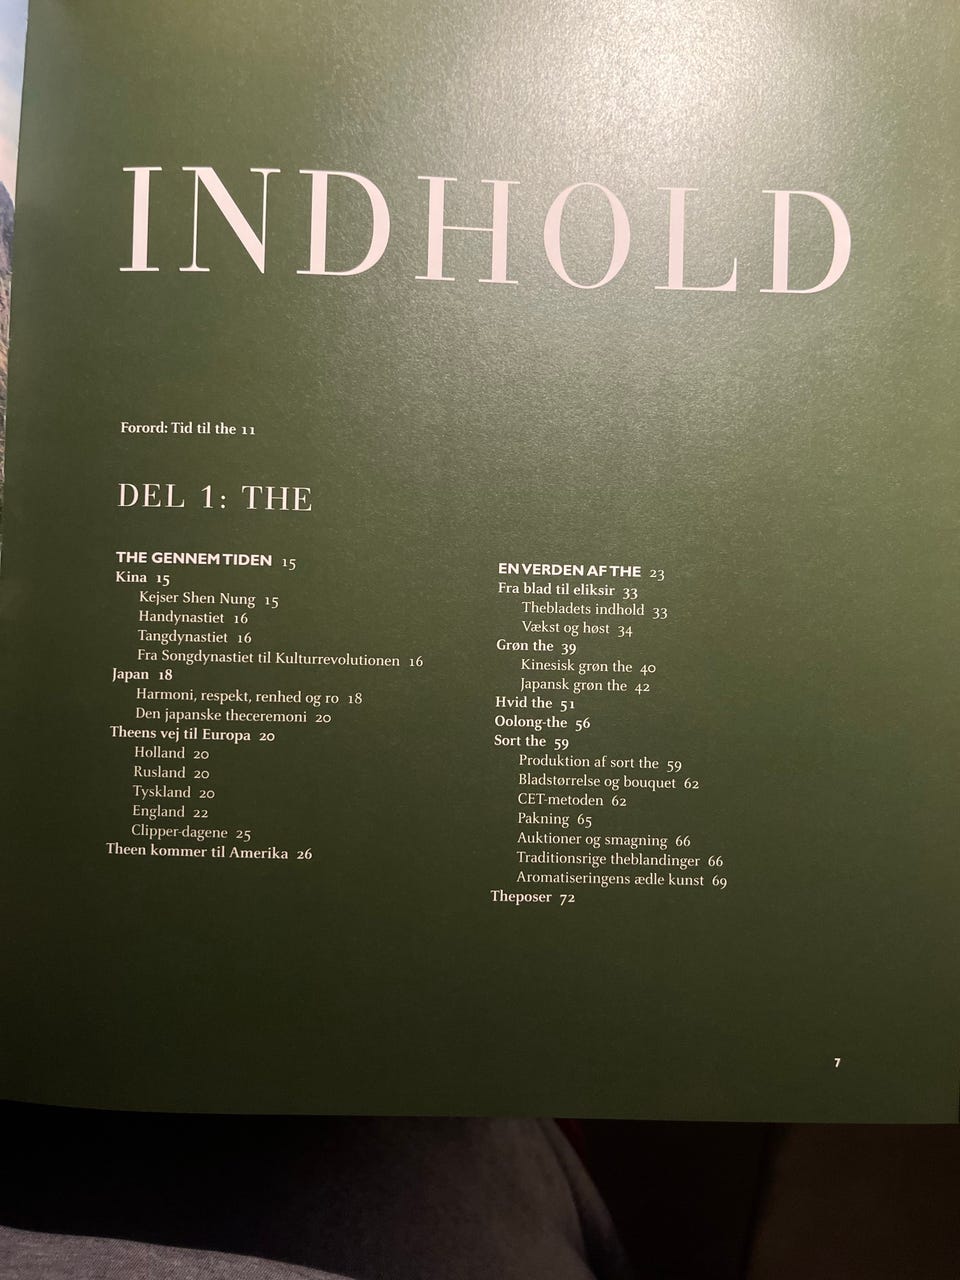 INDHOLD
Forord: Tid til the 11
DEL 1: THE
THE GENNEM TIDEN 15
Kina 15
Kejser Shen Nung 15
Handynastiet 16
Tangdynastiet 16
Fra Songdynastiet til Kulturrevolutionen 16
Japan 18
Harmoni, respekt, renhed og ro 18
Den japanske theceremoni 20
Theens vej til Europa 20
Holland 20
Rusland 20
Tyskland 20
England 22
Clipper-dagene 25
Theen kommer til Amerika 26
EN VERDEN AF THE 23
Fra blad til eliksir 33
Thebladets indhold 33
Vækst og høst 34
Grøn the 39
Kinesisk grøn the 40
Japansk grøn the 42
Hvid the 51
Oolong-the 56
Sort the 59
Produktion af sort the 59
Bladstørrelse og bouquet 62
CET-metoden 62
Pakning 65
Auktioner og smagning 66
Traditionsrige theblandinger 66
Aromatiseringens ædle kunst 69
Theposer 72
7